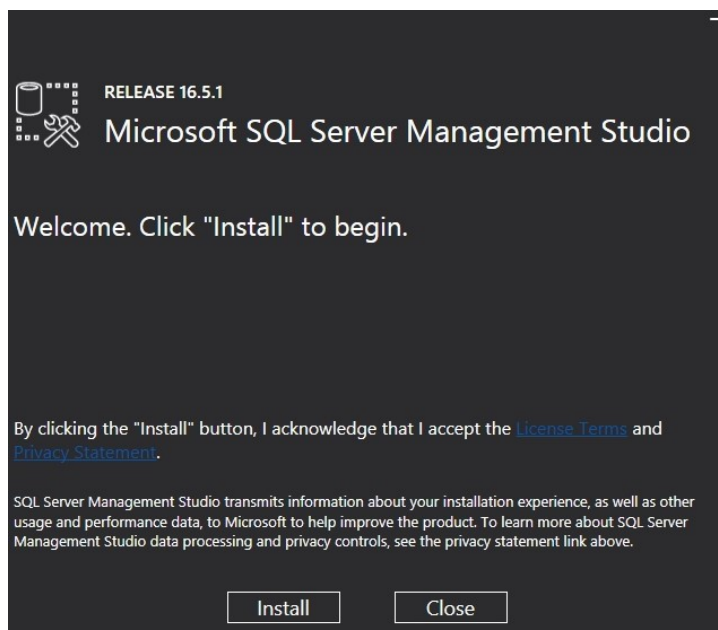 RELEASE 16.5.1
Microsoft SQL Server Management Studio
Welcome. Click "Install" to begin.
By clicking the "Install" button, I acknowledge that I accept the License Terms and
Privacy Statement.
SQL Server Management Studio transmits information about your installation experience, as well as other
usage and performance data, to Microsoft to help improve the product. To learn more about SQL Server
Management Studio data processing and privacy controls, see the privacy statement link above.
Install Close